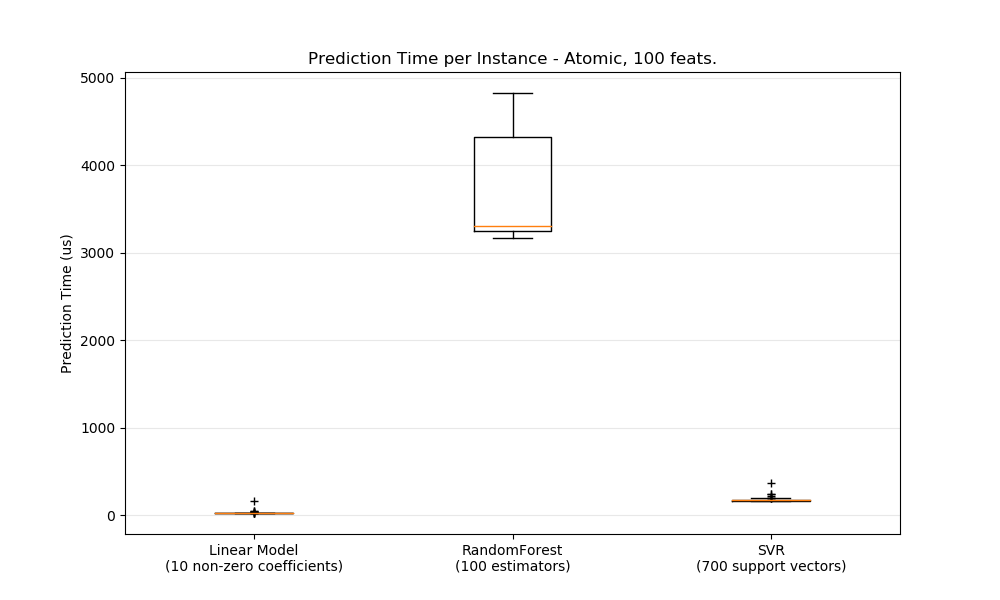 Prediction Time per Instance - Atomic, 100 feats.
5000
4000
3000
2000
1000
0
Prediction Time (us)
Linear Model
(10 non-zero coefficients)
RandomForest
(100 estimators)
SVR
(700 support vectors)